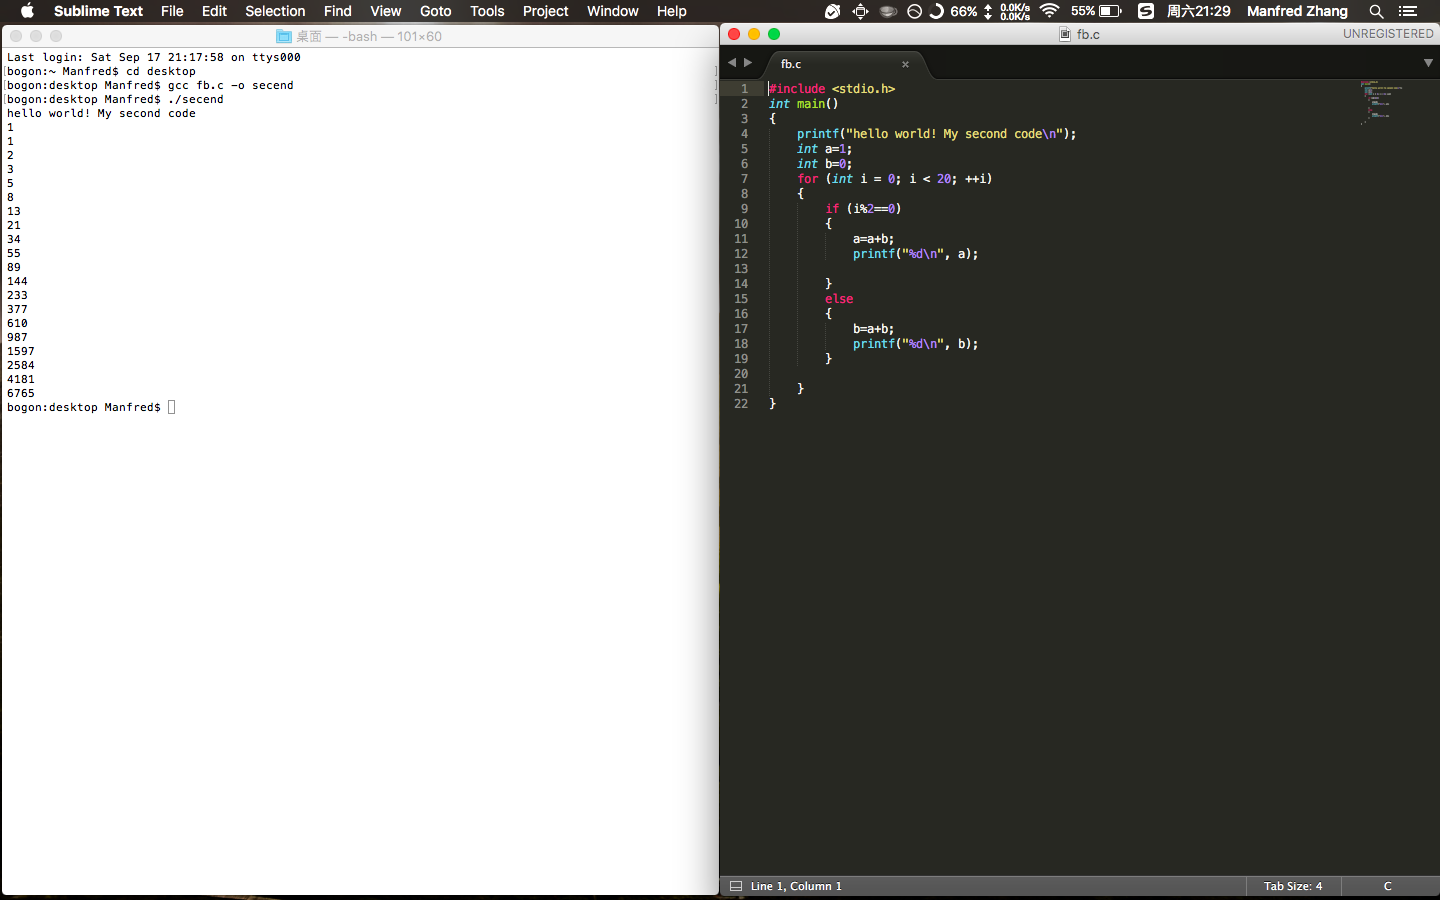 Sublime Text File Edit Selection Find View Goto Tools Project Window Help 66% 0.0K/s 0.0K/s 55% 周六21:29 Manfred Zhang
桌面 — -bash — 101×60
Last login: Sat Sep 17 21:17:58 on ttys000
[bogon:~ Manfred$ cd desktop ]
[bogon:desktop Manfred$ gcc fb.c -o secend ]
[bogon:desktop Manfred$ ./secend ]
hello world! My second code
1
1
2
3
5
8
13
21
34
55
89
144
233
377
610
987
1597
2584
4181
6765
bogon:desktop Manfred$
fb.c
UNREGISTERED
fb.c
1 #include <stdio.h>
2 int main()
3 {
4 printf("hello world! My second code\n");
5 int a=1;
6 int b=0;
7 for (int i = 0; i < 20; ++i)
8 {
9 if (i%2==0)
10 {
11 a=a+b;
12 printf("%d\n", a);
13
14 }
15 else
16 {
17 b=a+b;
18 printf("%d\n", b);
19 }
20
21 }
22 }
Line 1, Column 1
Tab Size: 4
C